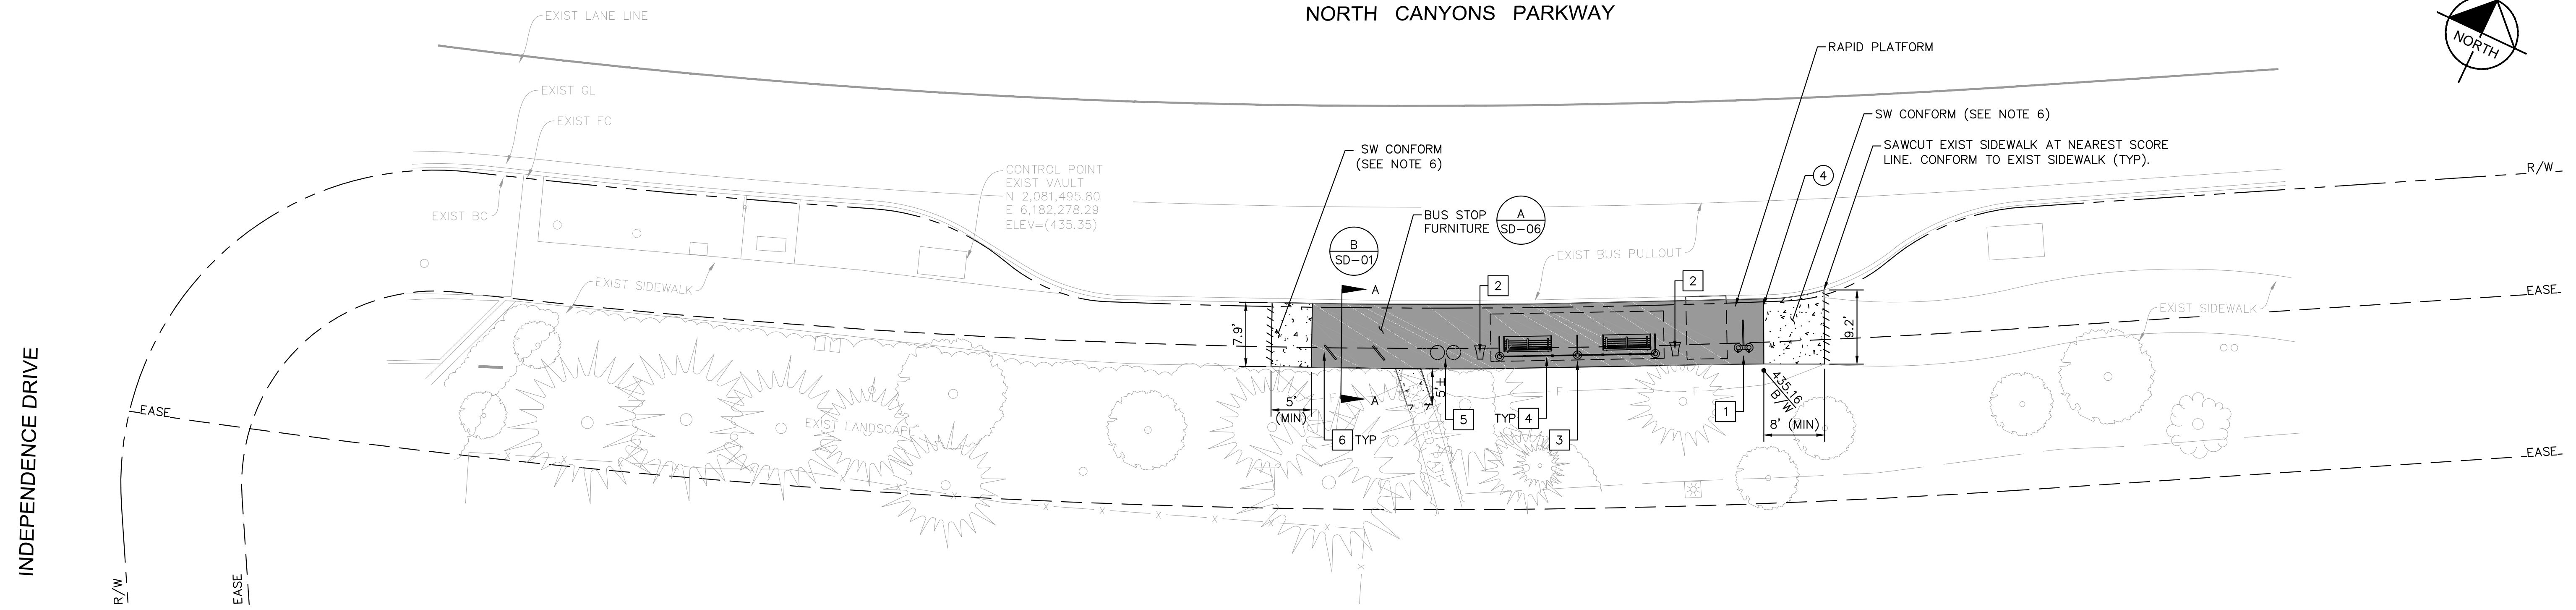 NORTH CANYONS PARKWAY
EXIST LANE LINE
NORTH
RAPID PLATFORM
EXIST GL
EXIST FC
SW CONFORM (SEE NOTE 6)
SAWCUT EXIST SIDEWALK AT NEAREST SCORE
LINE. CONFORM TO EXIST SIDEWALK (TYP).
SW CONFORM
(SEE NOTE 6)
CONTROL POINT
EXIST VAULT
N 2,081,495.80
E 6,182,278.29
ELEV=(435.35)
4
R/W
EXIST BC
BUS STOP
FURNITURE
A
SD-06
B
SD-01
EXIST BUS PULLOUT
EXIST SIDEWALK
2
2
A
EASE
EXIST SIDEWALK
7.9'
9.2'
5'±
435.16
B/W
5'
(MIN)
A
EASE
EXIST LANDSCAPE
F
F
F
6 TYP
5
TYP 4
3
1
8' (MIN)
EASE
INDEPENDENCE DRIVE
R/W
EASE
X
X
X
X
X
X
X
X
X
X